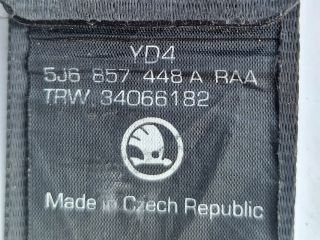 YD4
5J6 857 448 A RAA
TRW 34066182
Made in Czech Republic